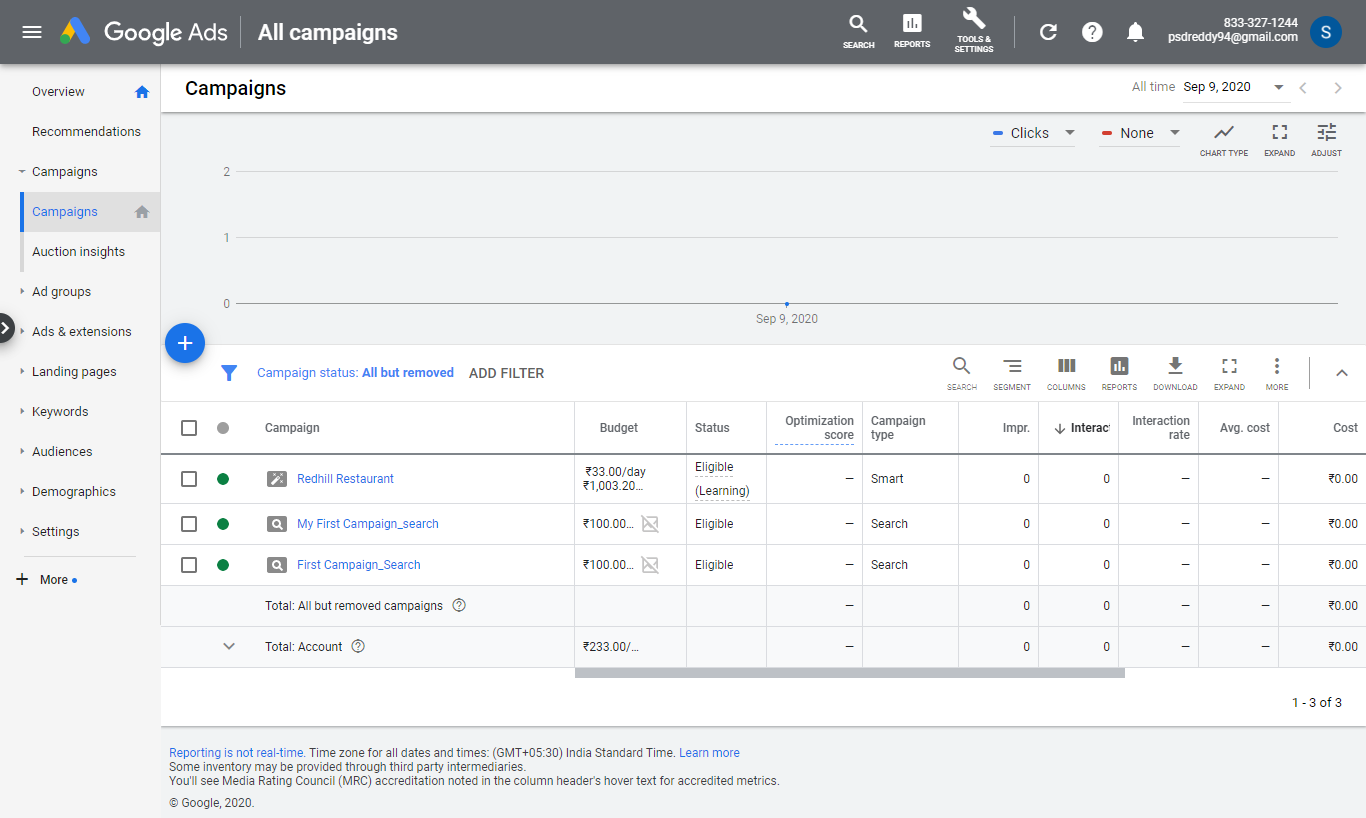 Google Ads
All campaigns
SEARCH
REPORTS
TOOLS &
SETTINGS
833-327-1244
psdreddy94@gmail.com
S
Overview
Recommendations
Campaigns
Campaigns
Auction insights
Ad groups
Ads & extensions
Landing pages
Keywords
Audiences
Demographics
Settings
More
Campaigns
All time Sep 9, 2020
Clicks
None
CHART TYPE
EXPAND
ADJUST
2
1
0
Sep 9, 2020
Campaign status: All but removed ADD FILTER
SEARCH
SEGMENT
COLUMNS
REPORTS
DOWNLOAD
EXPAND
MORE
Campaign
Budget
Status
Optimization
score
Campaign
type
Impr.
Interac
Interaction
rate
Avg. cost
Cost
Redhill Restaurant
₹33.00/day
₹1,003.20…
Eligible
(Learning)
–
Smart
0
0
–
–
₹0.00
My First Campaign_search
₹100.00…
Eligible
–
Search
0
0
–
–
₹0.00
First Campaign_Search
₹100.00…
Eligible
–
Search
0
0
–
–
₹0.00
Total: All but removed campaigns
–
0
0
–
–
₹0.00
Total: Account
₹233.00/…
–
0
0
–
–
₹0.00
1 - 3 of 3
Reporting is not real-time. Time zone for all dates and times: (GMT+05:30) India Standard Time. Learn more
Some inventory may be provided through third party intermediaries.
You'll see Media Rating Council (MRC) accreditation noted in the column header's hover text for accredited metrics.
© Google, 2020.